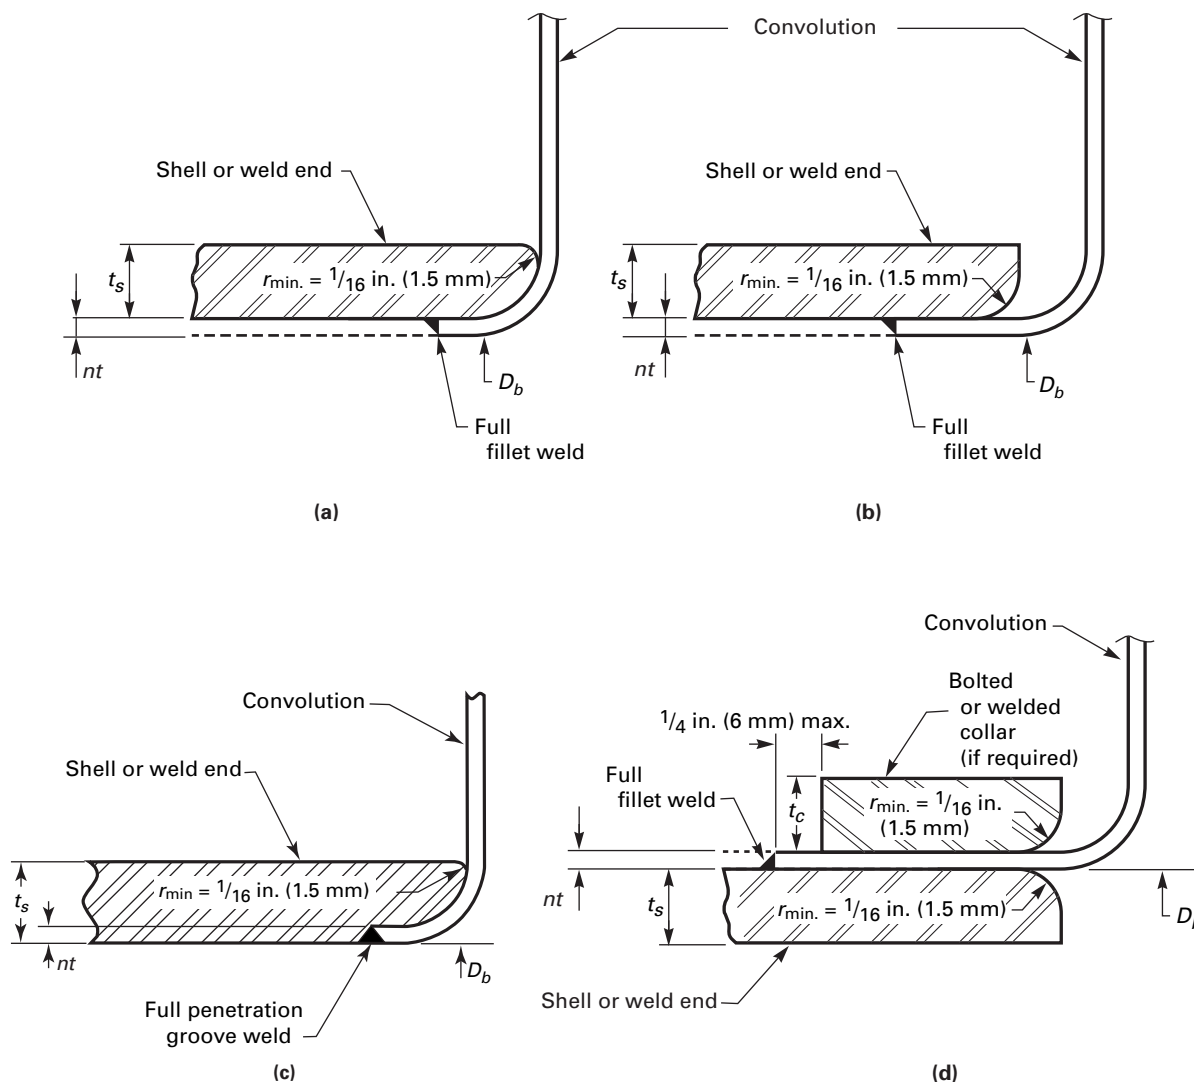 (a)
(b)
Convolution
Shell or weld end
Shell or weld end
t_s
r_min. = 1/16 in. (1.5 mm)
t_s
r_min. = 1/16 in. (1.5 mm)
nt
nt
D_b
D_b
Full
fillet weld
Full
fillet weld
(a)
(b)
Convolution
Convolution
Bolted
or welded
collar
(if required)
1/4 in. (6 mm) max.
Shell or weld end
Full
fillet weld
t_c
r_min. = 1/16 in.
(1.5 mm)
t_s
r_min = 1/16 in. (1.5 mm)
nt
t_s
r_min. = 1/16 in. (1.5 mm)
nt
D_b
Shell or weld end
Full penetration
groove weld
(c)
(d)